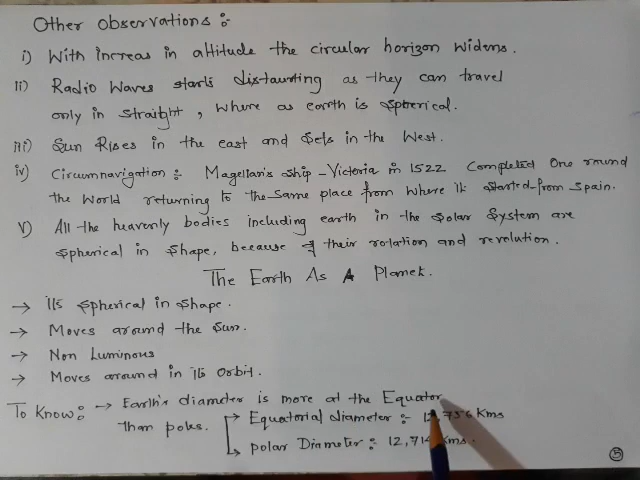 Other observations :-
i) With increas in altitude the circular horizon widens.
ii) Radio Waves starts distaurting as they can travel
only in straight, where as earth is spherical.
iii) Sun Rises in the east and sets in the West.
iv) Circumnavigation :- Magellan's ship - Victoria in 1522 Completed One round
the World returning to the same place from where it started from Spain.
v) All the heavenly bodies including earth in the Solar System are
spherical in shape, because of their rotation and revolution.
The Earth As A Planet.
→ its spherical in shape.
→ Moves around the Sun.
→ Non Luminous
→ Moves around in its Orbit.
To Know :- → Earth's diameter is more at the Equator
than poles. → Equatorial diameter :- 12,756 Kms
→ polar Diameter :- 12,714 Kms.
5